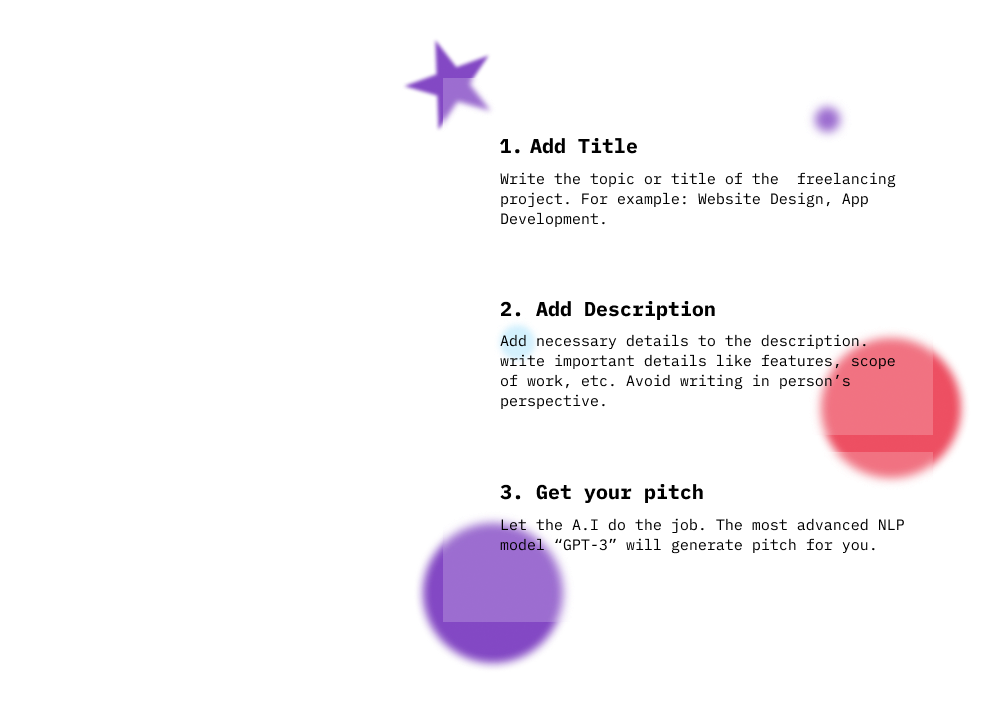 1. Add Title
Write the topic or title of the  freelancing
project. For example: Website Design, App
Development.
2. Add Description
Add necessary details to the description.
write important details like features, scope
of work, etc. Avoid writing in person’s
perspective.
3. Get your pitch
Let the A.I do the job. The most advanced NLP
model “GPT-3” will generate pitch for you.